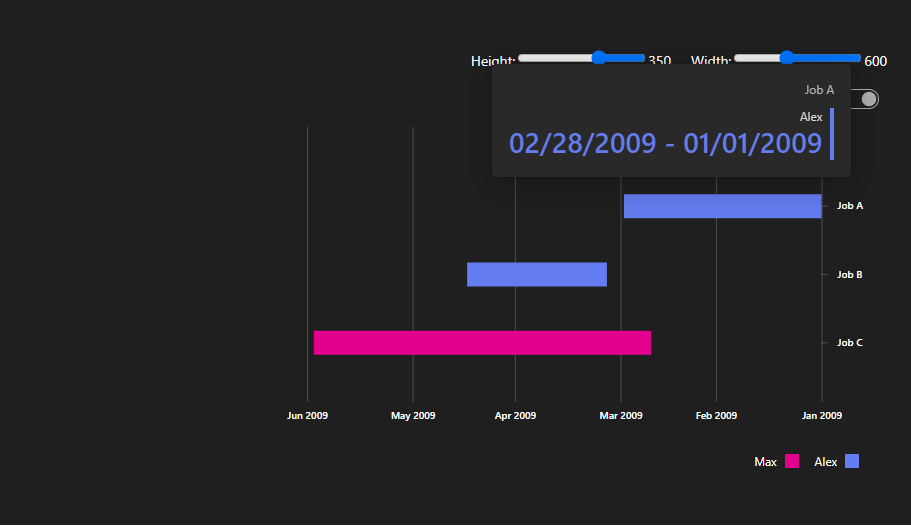 Height: 350 Width: 600
Job A
Alex
02/28/2009 - 01/01/2009
Job A
Job B
Job C
Jun 2009 May 2009 Apr 2009 Mar 2009 Feb 2009 Jan 2009
Max Alex